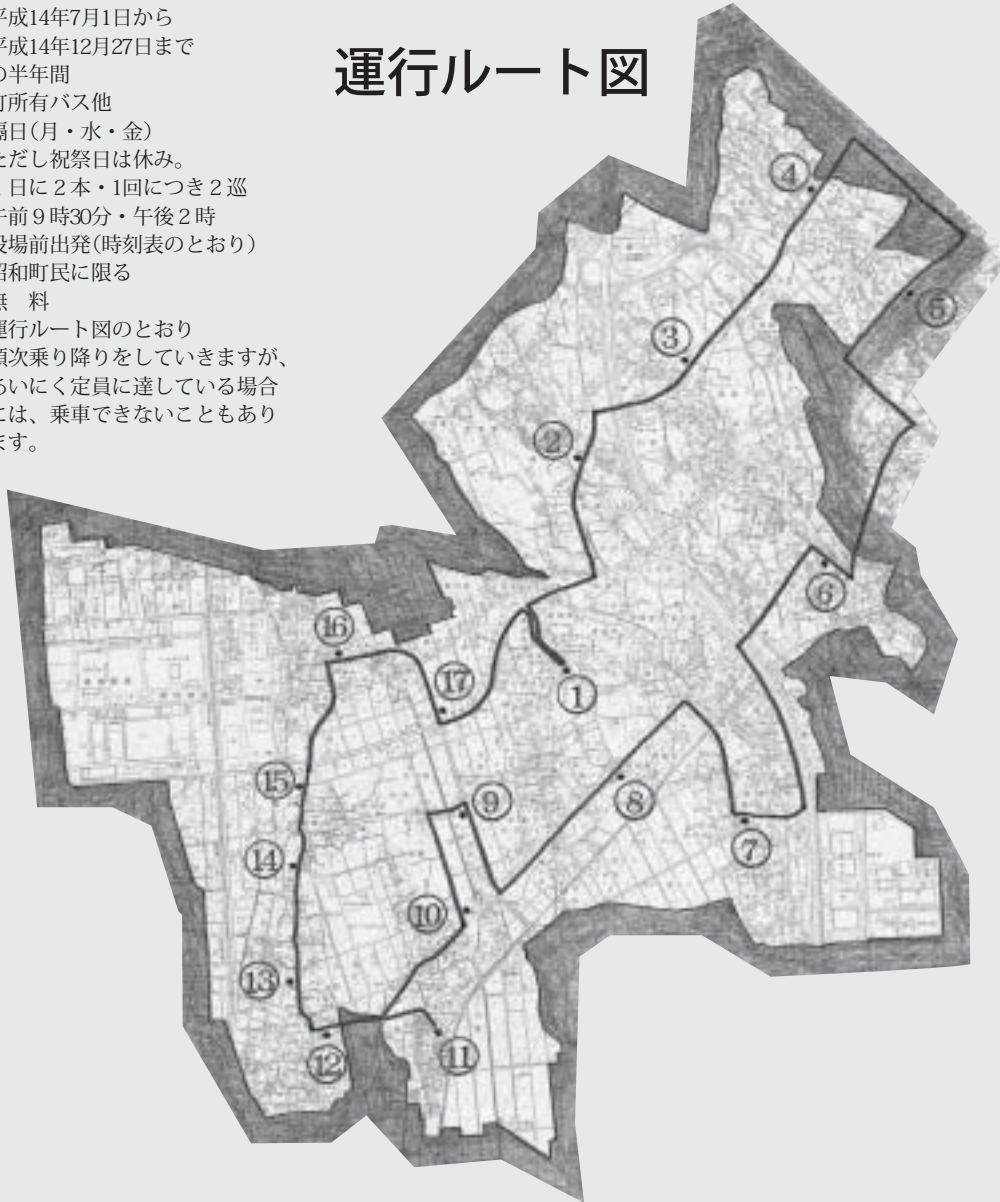 平成14年7月1日から
平成14年12月27日まで
の半年間
町所有バス他
隔日(月・水・金)
ただし祝祭日は休み。
１日に２本・1回につき２巡
午前９時30分・午後２時
役場前出発(時刻表のとおり)
昭和町民に限る
無　料
運行ルート図のとおり
順次乗り降りをしていきますが、
あいにく定員に達している場合
には、乗車できないこともあり
ます。
運行ルート図
④
⑤
③
②
⑥
⑯
⑰
①
⑮
⑨
⑧
⑦
⑭
⑩
⑬
⑫
⑪